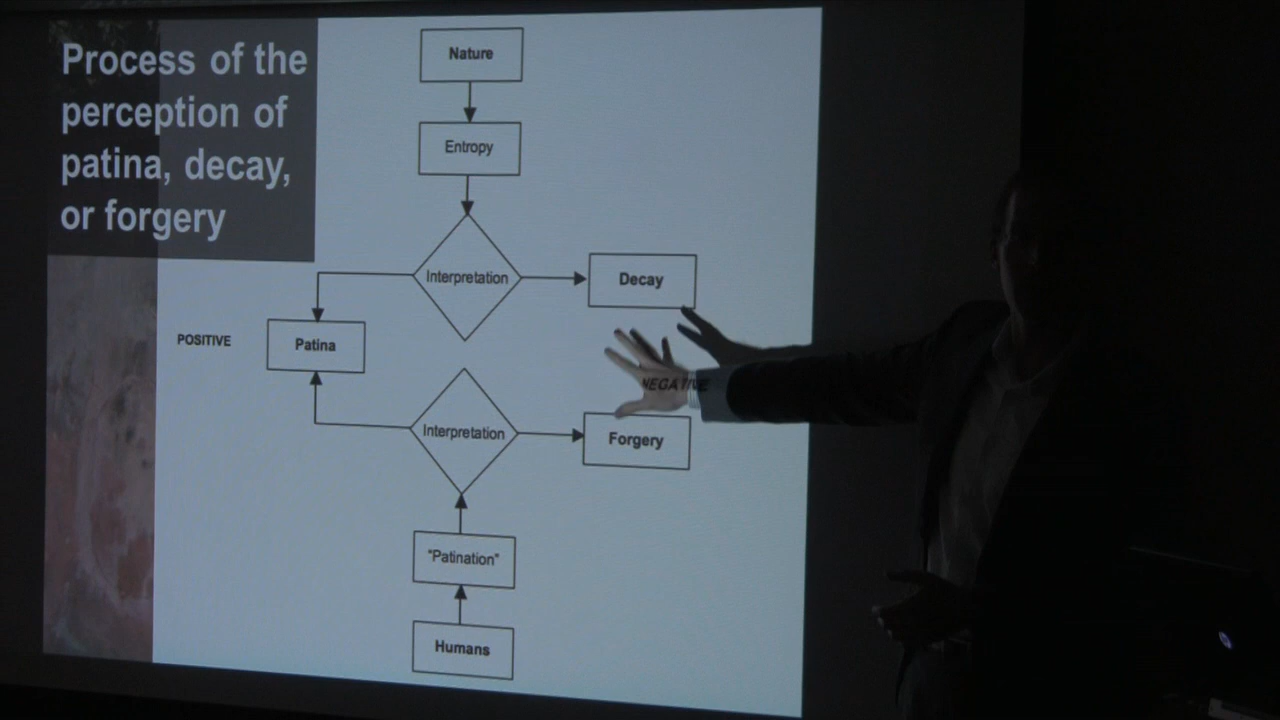 Process of the
perception of
patina, decay,
or forgery
Nature
Entropy
Interpretation
Decay
POSITIVE
Patina
NEGATIVE
Interpretation
Forgery
"Patination"
Humans